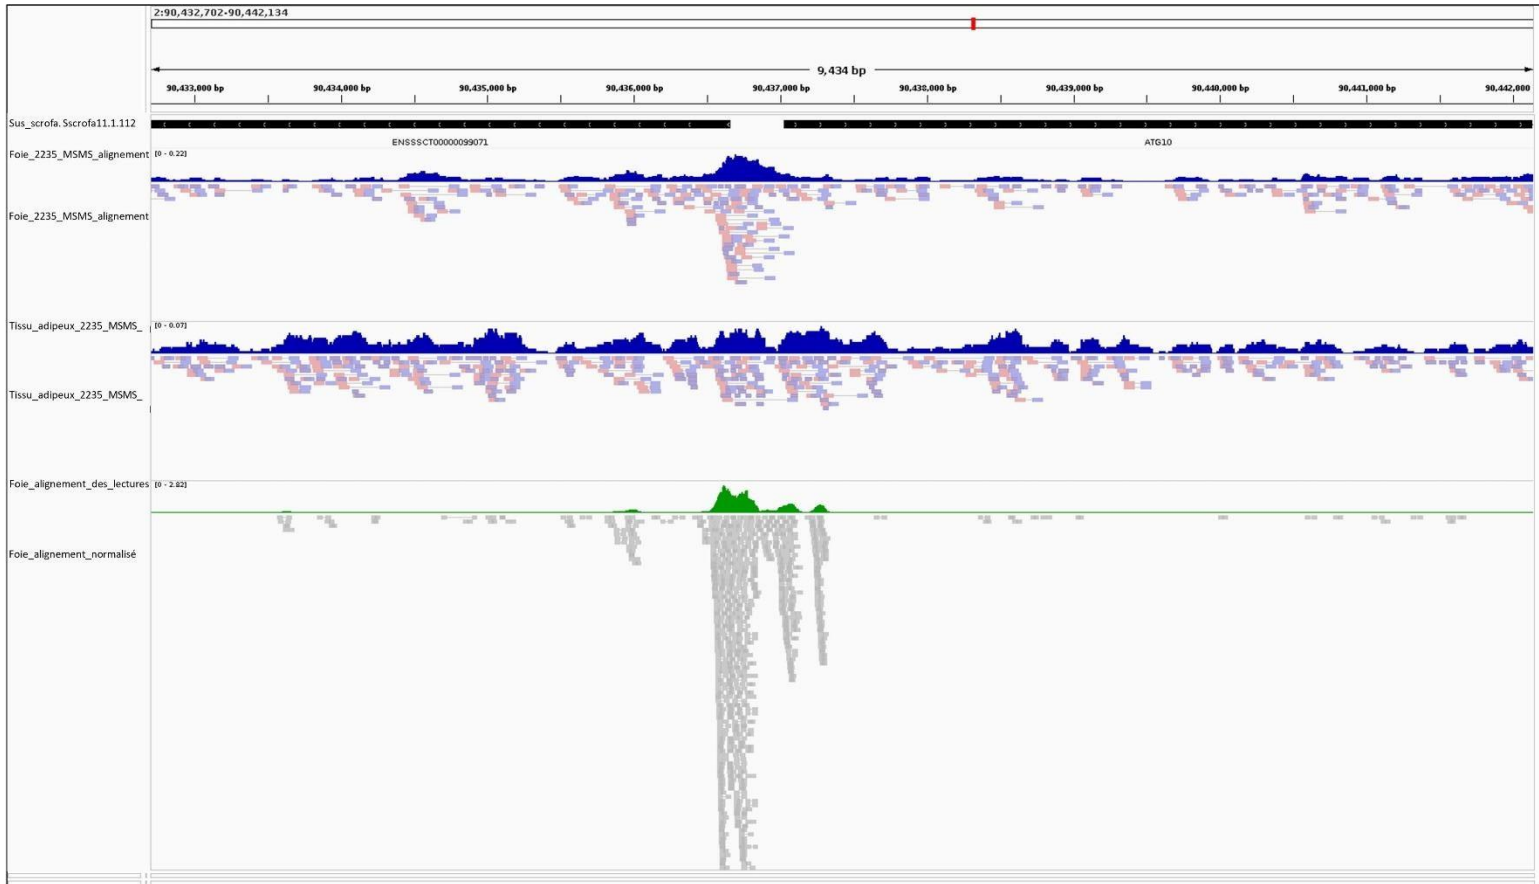 2:90,432,702-90,442,134
9,434 bp
90,433,000 bp 90,434,000 bp 90,435,000 bp 90,436,000 bp 90,437,000 bp 90,438,000 bp 90,439,000 bp 90,440,000 bp 90,441,000 bp 90,442,000
Sus_scrofa.Sscrofa11.1.112
ENSSSCT00000099071 ATG10
Foie_2235_MSMS_alignement [0 - 0.22]
Foie_2235_MSMS_alignement
Tissu_adipeux_2235_MSMS_ [0 - 0.07]
Tissu_adipeux_2235_MSMS_
Foie_alignement_des_lectures [0 - 2.82]
Foie_alignement_normalisé